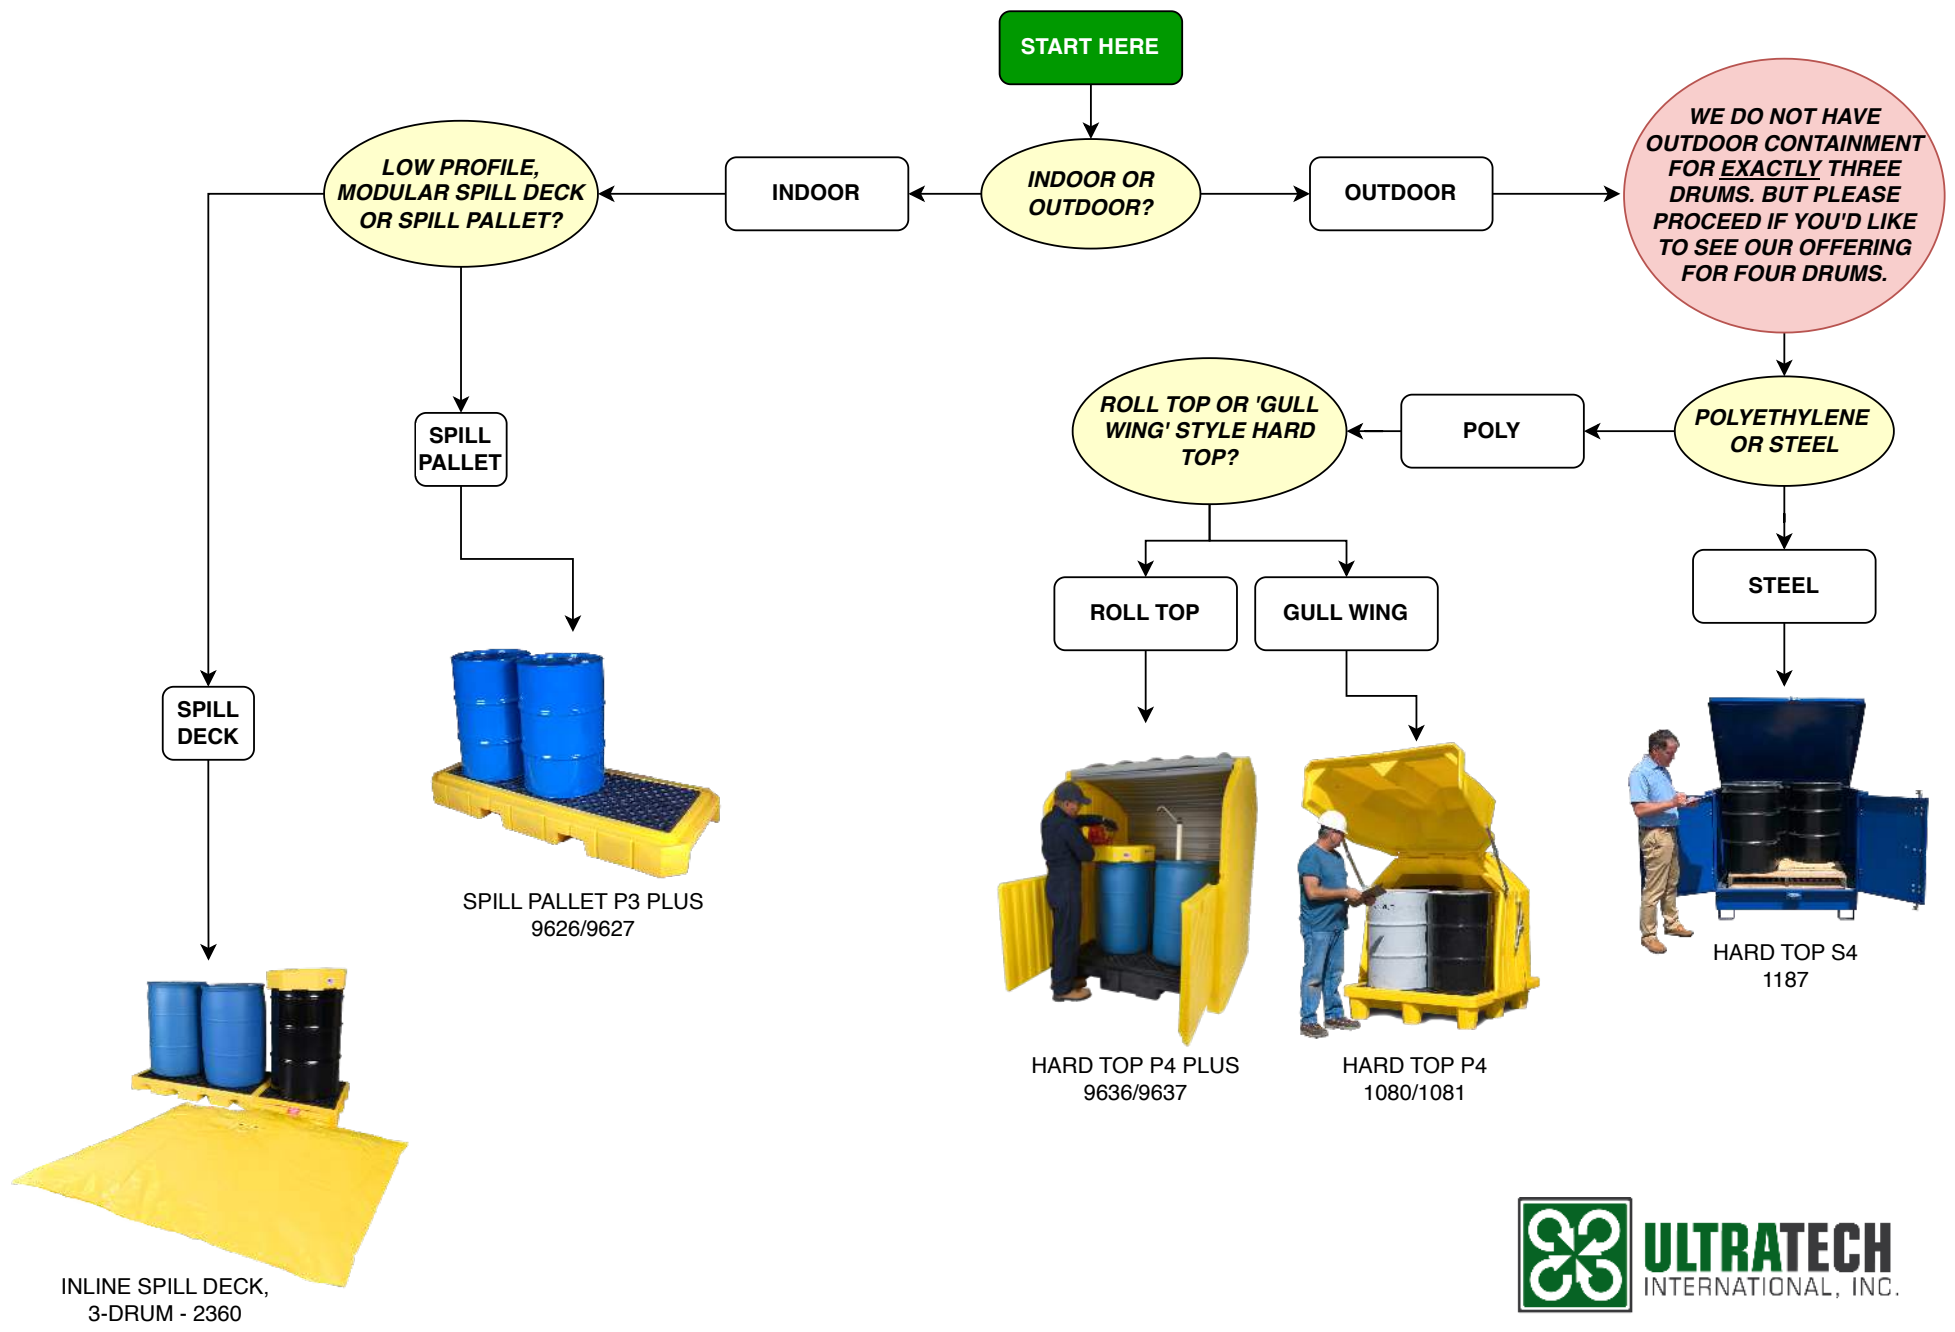 START HERE
LOW PROFILE,
MODULAR SPILL DECK
OR SPILL PALLET?
INDOOR
INDOOR OR
OUTDOOR?
OUTDOOR
WE DO NOT HAVE
OUTDOOR CONTAINMENT
FOR EXACTLY THREE
DRUMS. BUT PLEASE
PROCEED IF YOU'D LIKE
TO SEE OUR OFFERING
FOR FOUR DRUMS.
ROLL TOP OR 'GULL
WING' STYLE HARD
TOP?
POLY
POLYETHYLENE
OR STEEL
SPILL
PALLET
ROLL TOP
GULL WING
STEEL
SPILL
DECK
SPILL PALLET P3 PLUS
9626/9627
HARD TOP S4
1187
HARD TOP P4 PLUS
9636/9637
HARD TOP P4
1080/1081
INLINE SPILL DECK,
3-DRUM - 2360
ULTRATECH
INTERNATIONAL, INC.